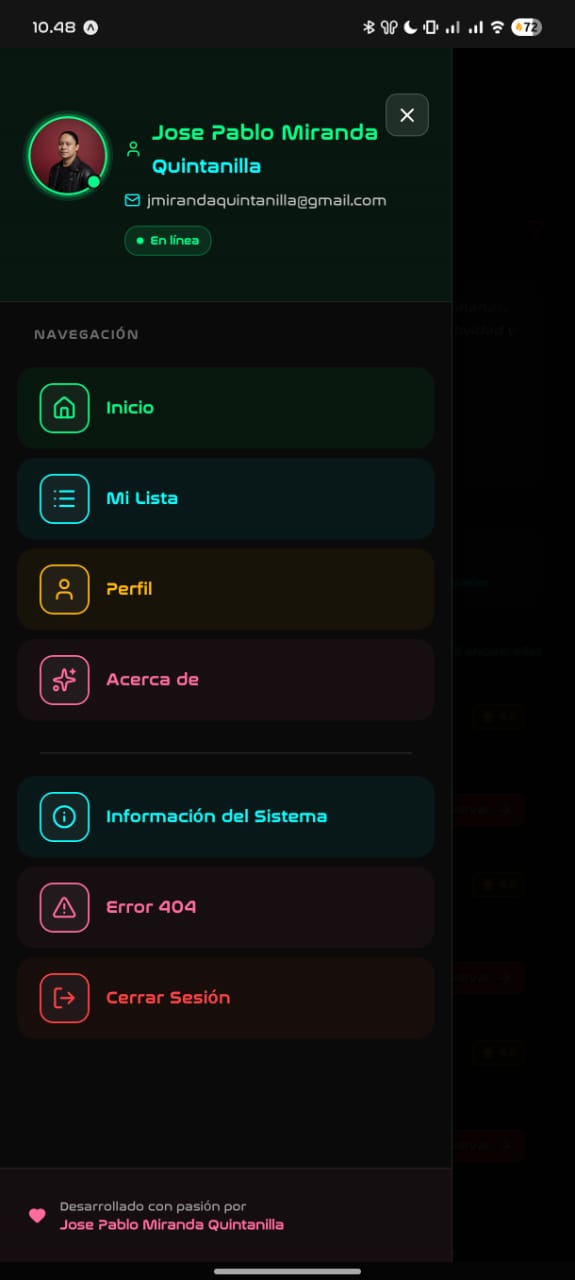 10.48
72
Jose Pablo Miranda
Quintanilla
jmirandaquintanilla@gmail.com
En línea
NAVEGACIÓN
Inicio
Mi Lista
Perfil
Acerca de
Información del Sistema
Error 404
Cerrar Sesión
Desarrollado con pasión por
Jose Pablo Miranda Quintanilla